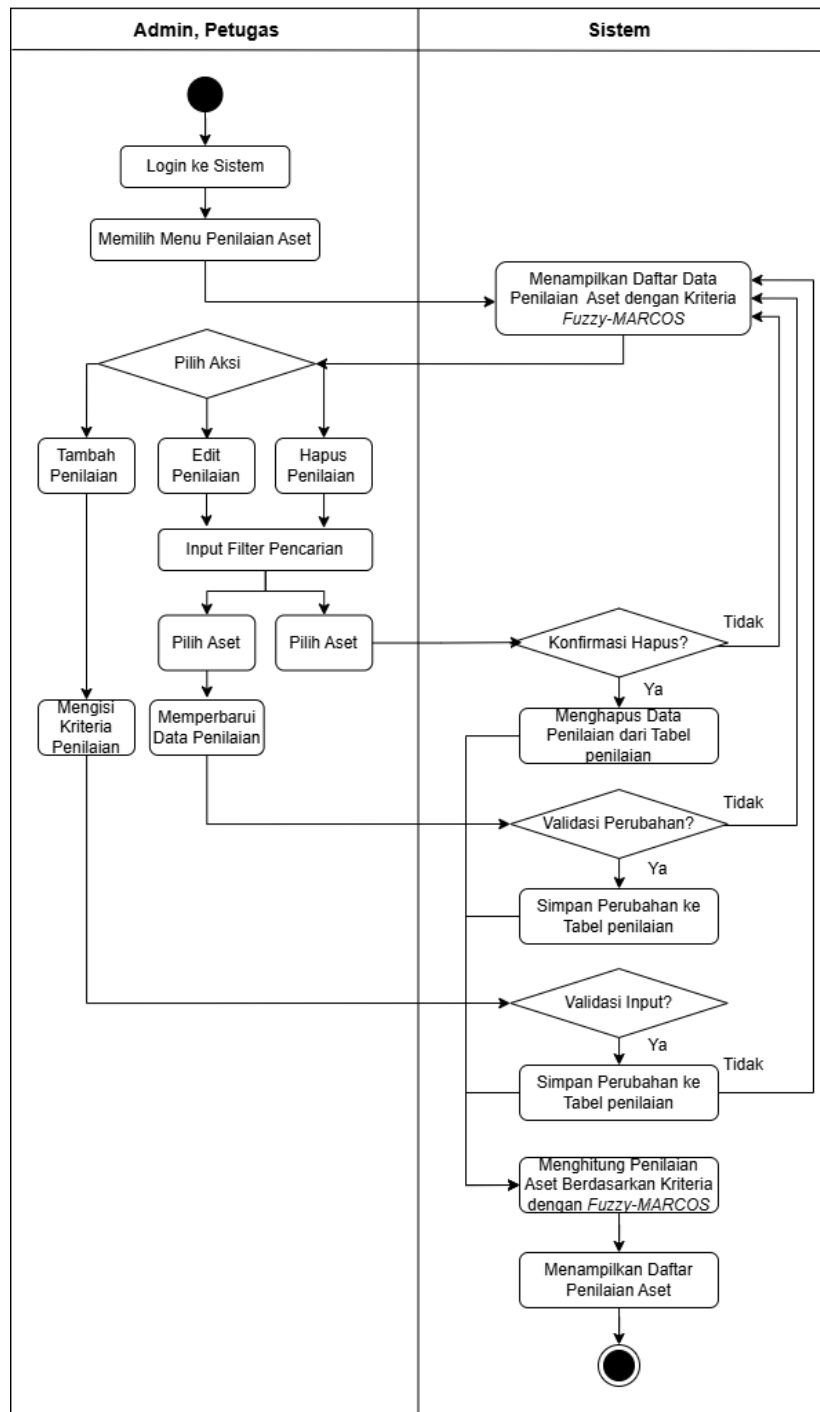 Admin, Petugas
Sistem
Login ke Sistem
Memilih Menu Penilaian Aset
Menampilkan Daftar Data
Penilaian Aset dengan Kriteria
Fuzzy-MARCOS
Pilih Aksi
Tambah
Penilaian
Edit
Penilaian
Hapus
Penilaian
Input Filter Pencarian
Pilih Aset
Pilih Aset
Konfirmasi Hapus?
Tidak
Ya
Mengisi
Kriteria
Penilaian
Memperbarui
Data Penilaian
Menghapus Data
Penilaian dari Tabel
penilaian
Validasi Perubahan?
Tidak
Ya
Simpan Perubahan ke
Tabel penilaian
Validasi Input?
Ya
Tidak
Simpan Perubahan ke
Tabel penilaian
Menghitung Penilaian
Aset Berdasarkan Kriteria
dengan Fuzzy-MARCOS
Menampilkan Daftar
Penilaian Aset